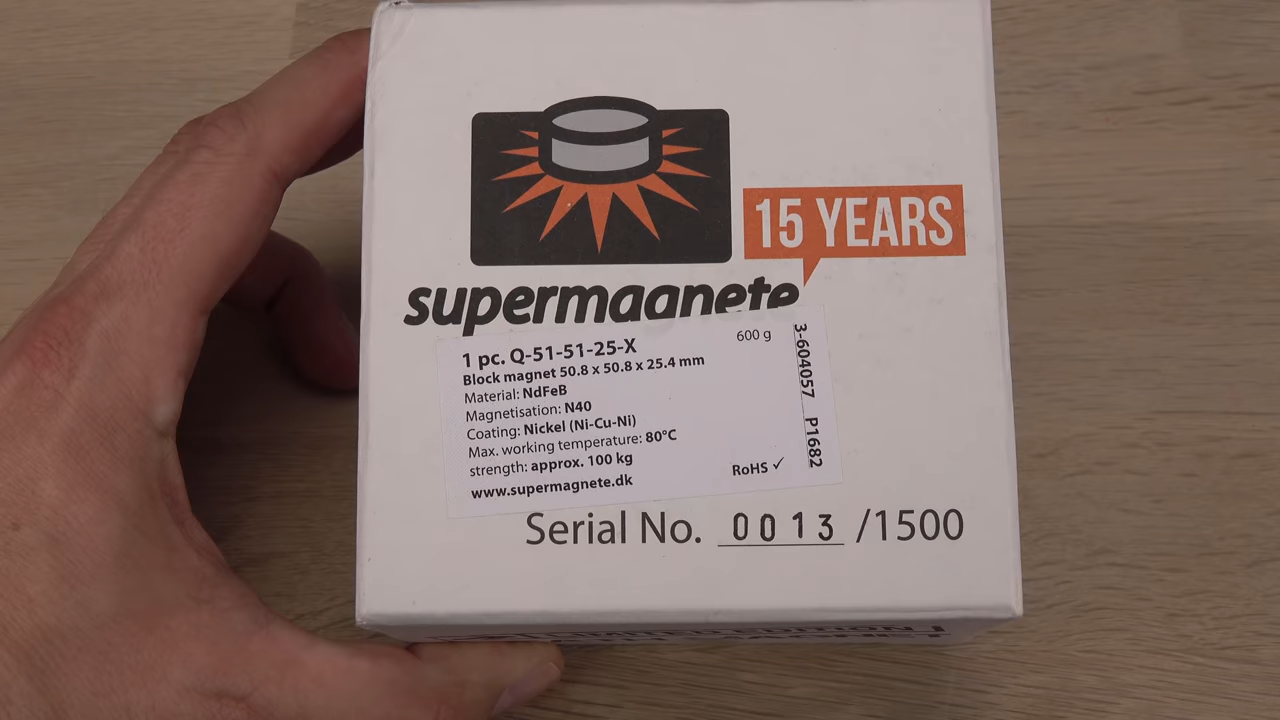 15 YEARS
supermagnete
1 pc. Q-51-51-25-X
600 g
Block magnet 50.8 x 50.8 x 25.4 mm
Material: NdFeB
Magnetisation: N40
Coating: Nickel (Ni-Cu-Ni)
Max. working temperature: 80°C
strength: approx. 100 kg
RoHS ✓
www.supermagnete.dk
3-604057 P1682
Serial No. 0013 /1500
LIMITED EDITION